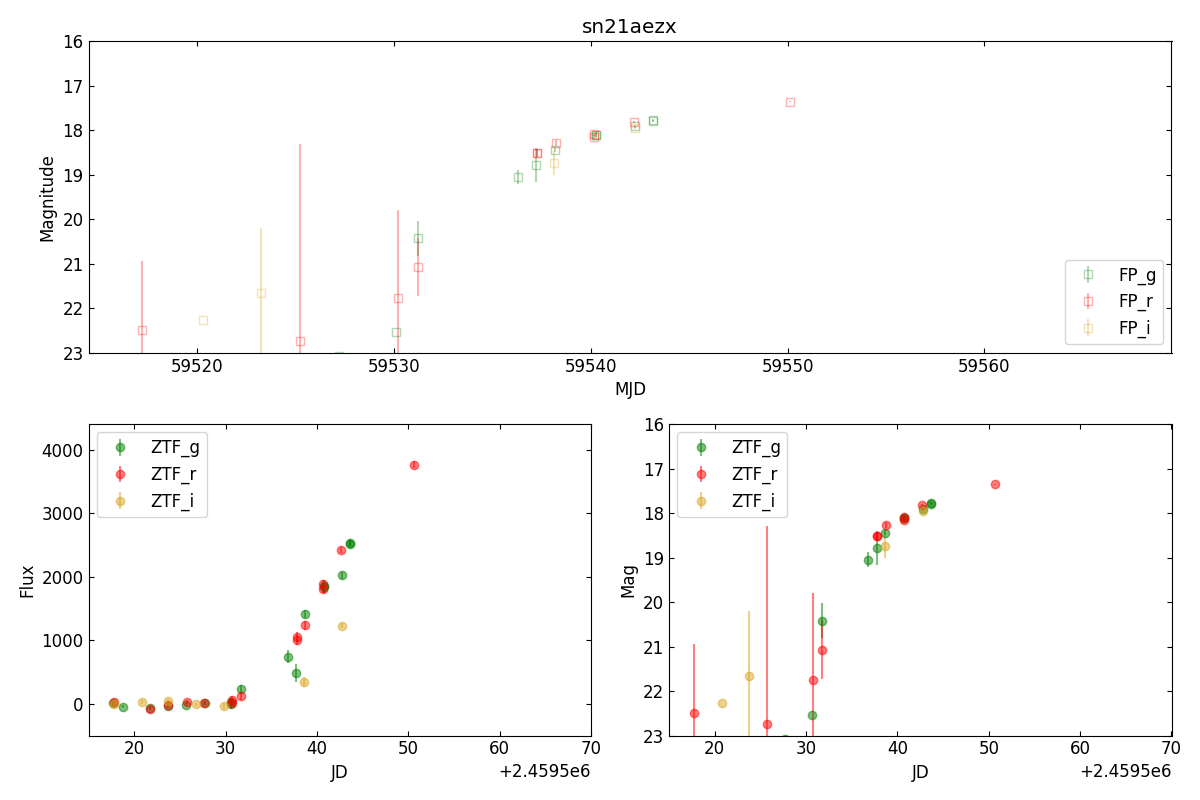 sn21aezx
16
17
18
19
20
21
22
23
Magnitude
FP_g
FP_r
FP_i
59520
59530
59540
59550
59560
MJD
4000
3000
2000
1000
0
Flux
ZTF_g
ZTF_r
ZTF_i
20
30
40
50
60
70
JD
+2.4595e6
16
17
18
19
20
21
22
23
Mag
ZTF_g
ZTF_r
ZTF_i
20
30
40
50
60
70
JD
+2.4595e6